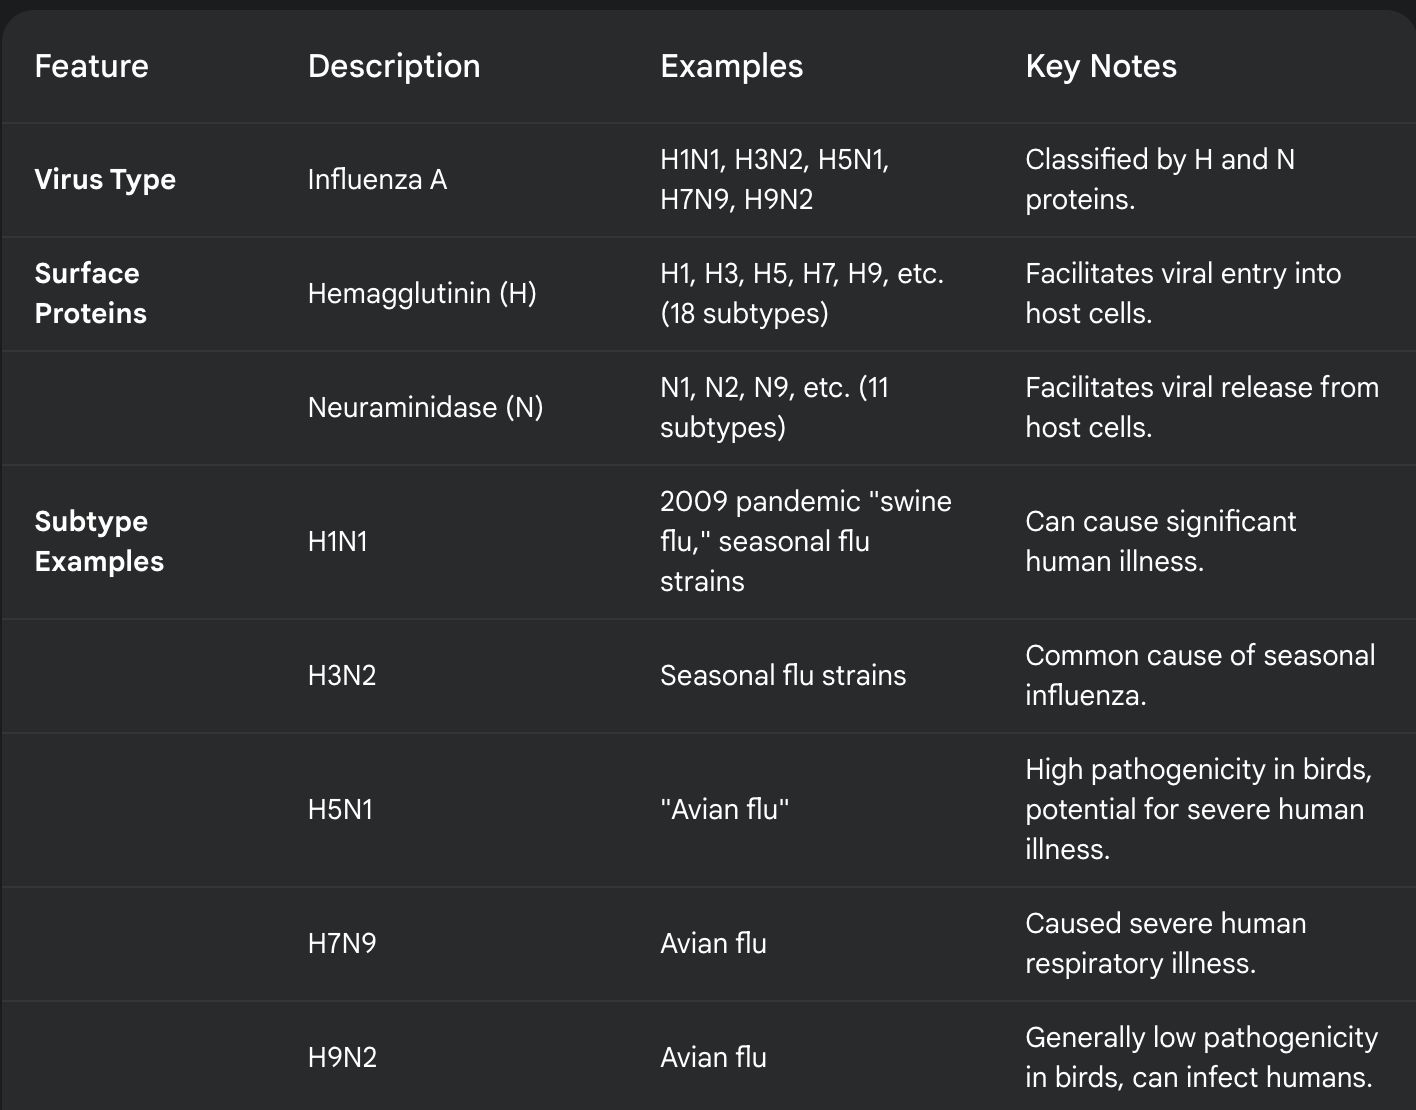 Feature Description Examples Key Notes
Virus Type
Influenza A
H1N1, H3N2, H5N1,
H7N9, H9N2
Classified by H and N
proteins.
Surface
Proteins
Hemagglutinin (H)
H1, H3, H5, H7, H9, etc.
(18 subtypes)
Facilitates viral entry into
host cells.
Neuraminidase (N)
N1, N2, N9, etc. (11
subtypes)
Facilitates viral release from
host cells.
Subtype
Examples
H1N1
2009 pandemic "swine
flu," seasonal flu
strains
Can cause significant
human illness.
H3N2
Seasonal flu strains
Common cause of seasonal
influenza.
H5N1
"Avian flu"
High pathogenicity in birds,
potential for severe human
illness.
H7N9
Avian flu
Caused severe human
respiratory illness.
H9N2
Avian flu
Generally low pathogenicity
in birds, can infect humans.